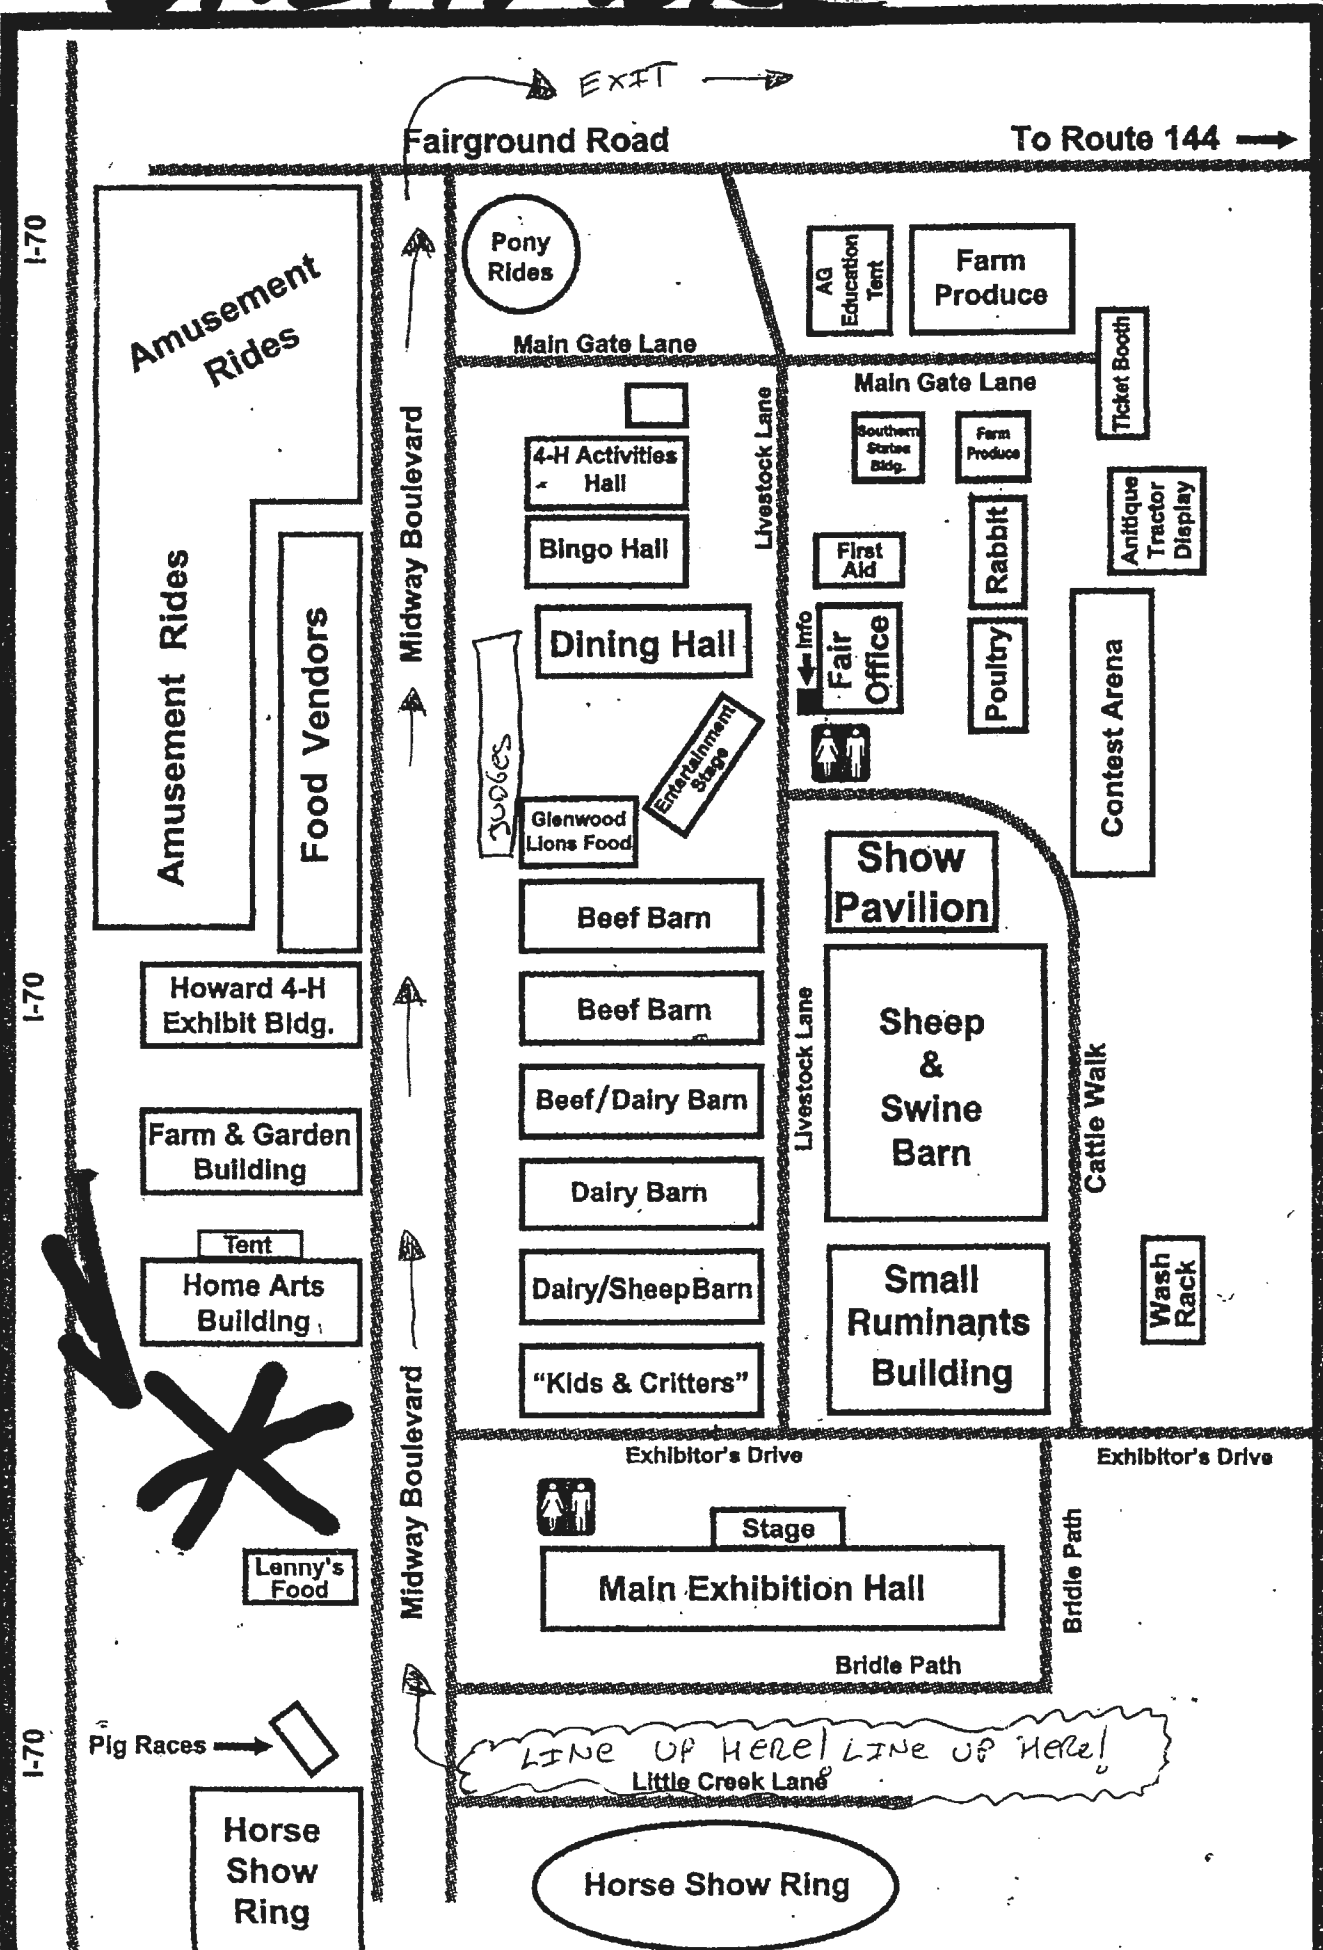 EXIT
Fairground Road
To Route 144
I-70
Amusement
Rides
Pony
Rides
AG
Education
Tent
Farm
Produce
Ticket Booth
Main Gate Lane
Main Gate Lane
Livestock Lane
Southern
States
Bldg.
Farm
Produce
Midway Boulevard
4-H Activities
Hall
Bingo Hall
First
Aid
Rabbit
Anitique
Tractor
Display
Amusement Rides
Food Vendors
Dining Hall
Info
Fair
Office
Poultry
Contest Arena
JUDGES
Entertainment
Stage
Glenwood
Lions Food
Show
Pavilion
Beef Barn
I-70
Howard 4-H
Exhibit Bldg.
Beef Barn
Livestock Lane
Sheep
&
Swine
Barn
Cattle Walk
Beef/Dairy Barn
Farm & Garden
Building
Dairy Barn
Tent
Home Arts
Building
Dairy/Sheep Barn
Small
Ruminants
Building
Wash
Rack
"Kids & Critters"
Midway Boulevard
Exhibitor's Drive
Exhibitor's Drive
Stage
Main Exhibition Hall
Bridle Path
Lenny's
Food
Bridle Path
I-70
Pig Races
LINE UP HERE! LINE UP HERE!
Little Creek Lane
Horse
Show
Ring
Horse Show Ring